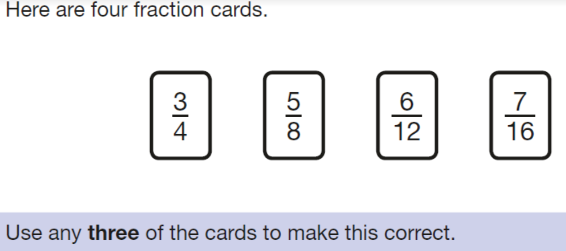 Here are four fraction cards.
3/4 5/8 6/12 7/16
Use any three of the cards to make this correct.